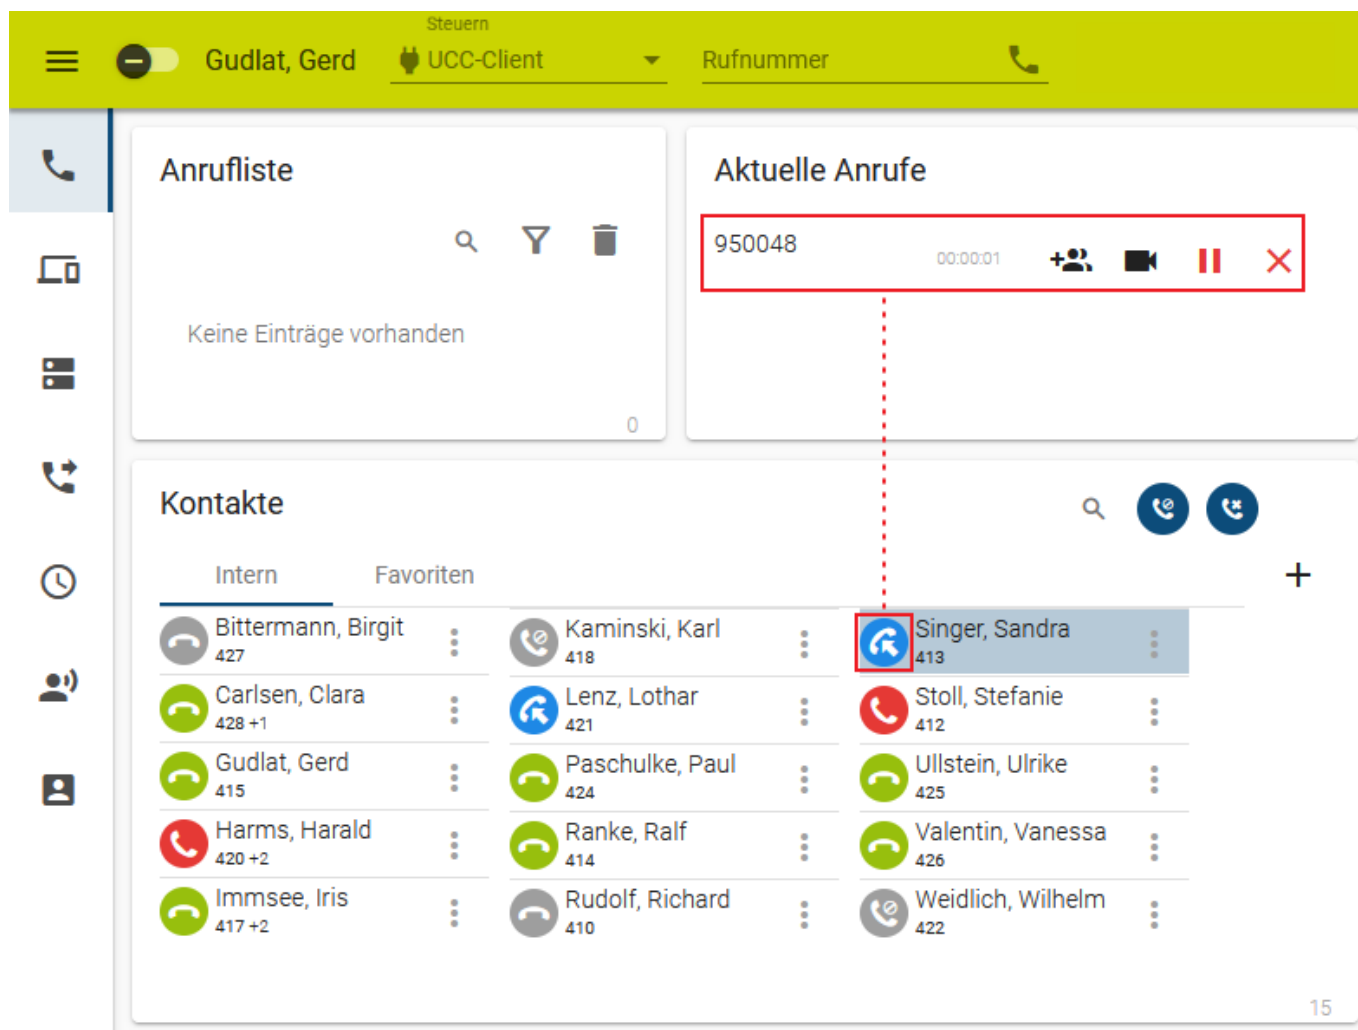 Steuern
Gudlat, Gerd
UCC-Client
Rufnummer
Anrufliste
Keine Einträge vorhanden
0
Aktuelle Anrufe
950048
00:00:01
Kontakte
Intern
Favoriten
Bittermann, Birgit
427
Carlsen, Clara
428 +1
Gudlat, Gerd
415
Harms, Harald
420 +2
Immsee, Iris
417 +2
Kaminski, Karl
418
Lenz, Lothar
421
Paschulke, Paul
424
Ranke, Ralf
414
Rudolf, Richard
410
Singer, Sandra
413
Stoll, Stefanie
412
Ullstein, Ulrike
425
Valentin, Vanessa
426
Weidlich, Wilhelm
422
15